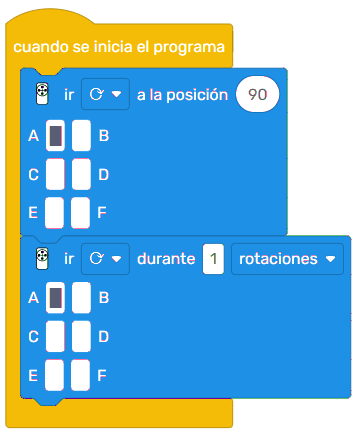 cuando se inicia el programa
ir a la posición 90
A B
C D
E F
ir durante 1 rotaciones
A B
C D
E F